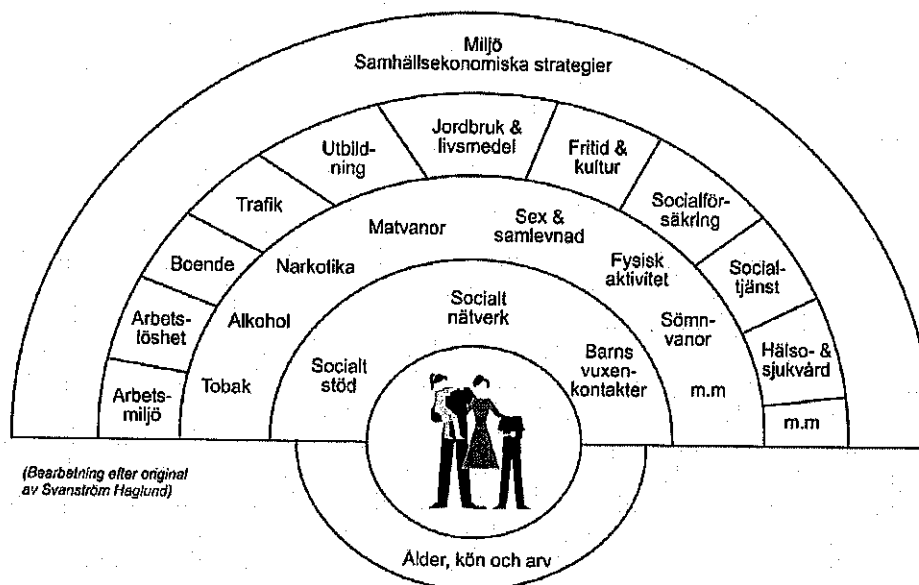 Miljö
Samhällsekonomiska strategier
Jordbruk &
livsmedel
Utbild-
ning
Fritid &
kultur
Trafik
Socialför-
säkring
Boende
Social-
tjänst
Arbets-
löshet
Hälso- &
sjukvård
Arbets-
miljö
m.m
Matvanor
Sex &
samlevnad
Narkotika
Fysisk
aktivitet
Alkohol
Sömn-
vanor
Tobak
m.m
Socialt
nätverk
Socialt
stöd
Barns
vuxen-
kontakter
(Bearbetning efter original
av Svanström Haglund)
Ålder, kön och arv